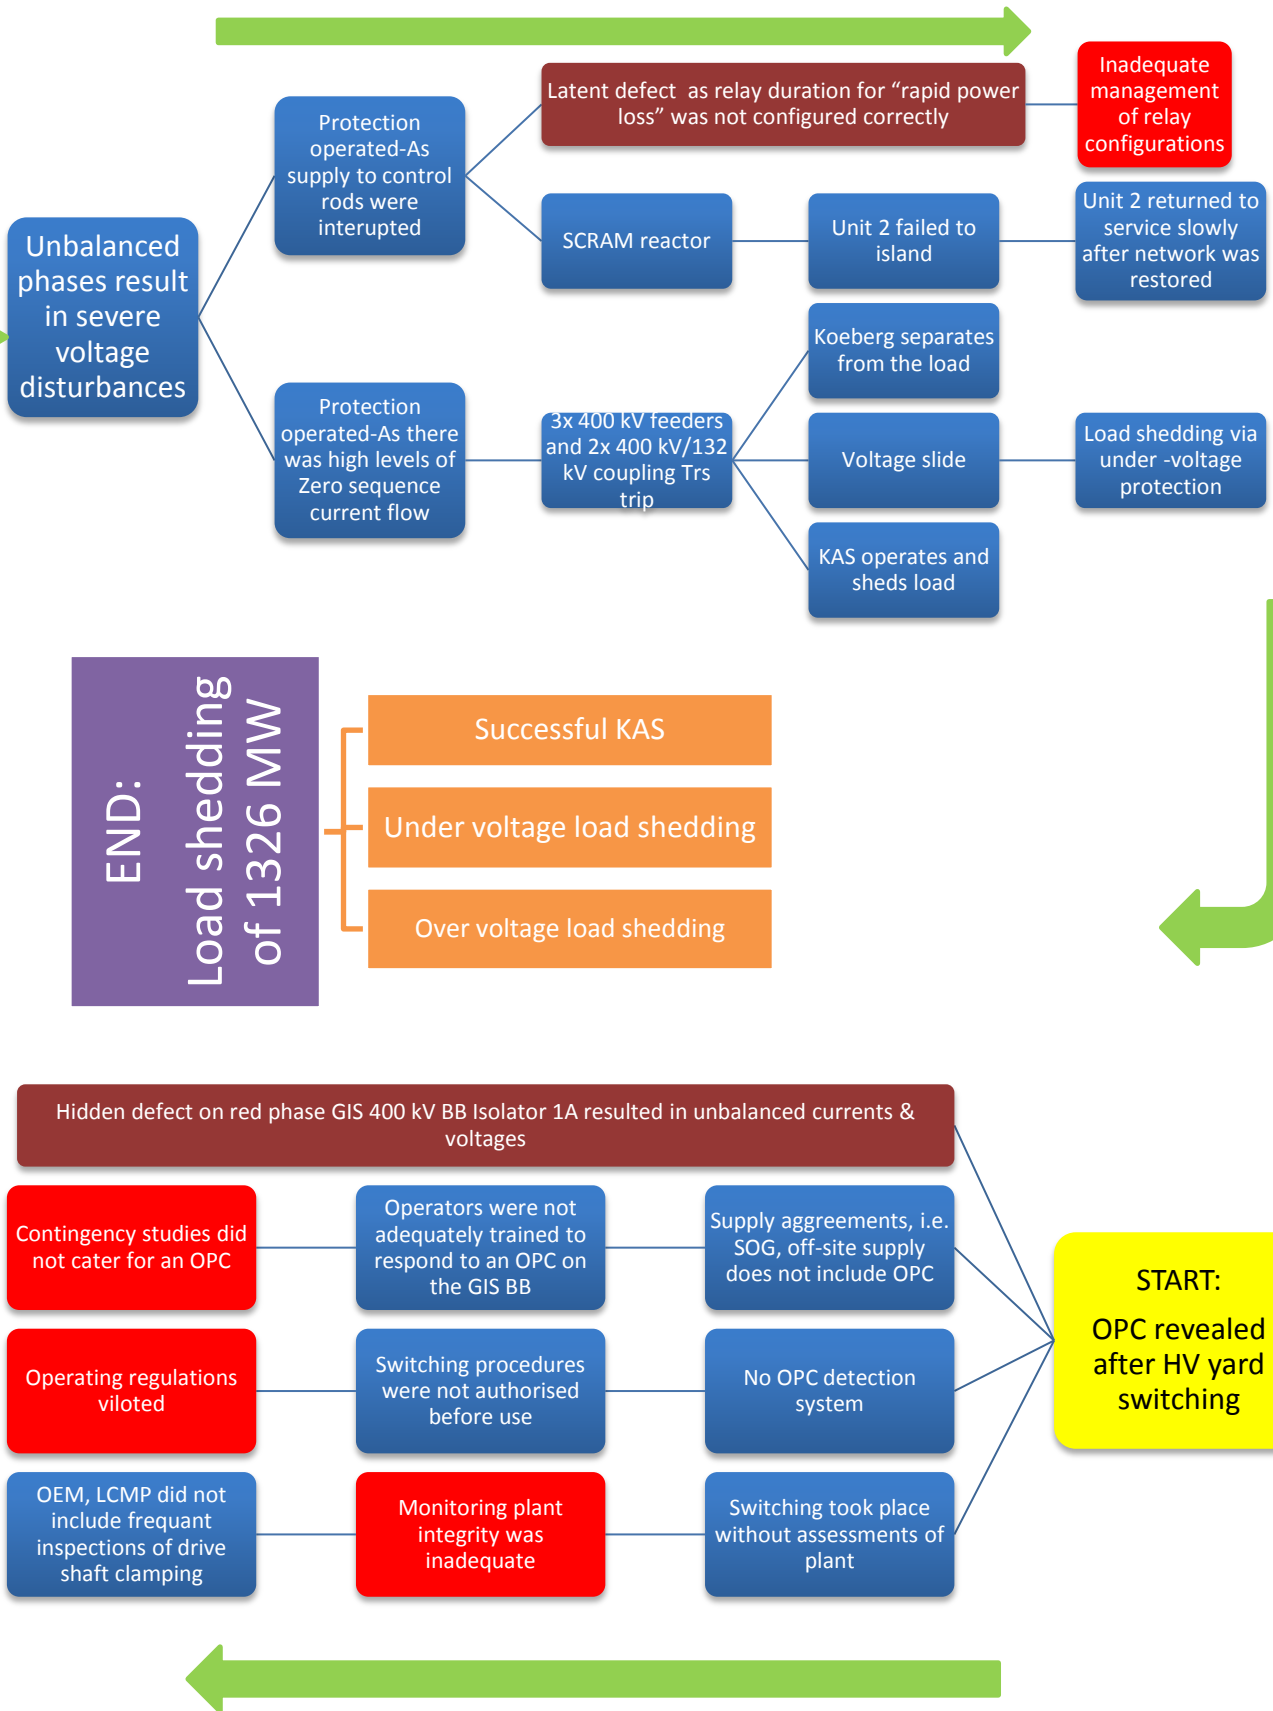 Unbalanced
phases result
in severe
voltage
disturbances
Protection
operated-As
supply to control
rods were
interupted
Latent defect as relay duration for “rapid power
loss” was not configured correctly
Inadequate
management
of relay
configurations
SCRAM reactor
Unit 2 failed to
island
Unit 2 returned to
service slowly
after network was
restored
Protection
operated-As there
was high levels of
Zero sequence
current flow
3x 400 kV feeders
and 2x 400 kV/132
kV coupling Trs
trip
Koeberg separates
from the load
Voltage slide
Load shedding via
under -voltage
protection
KAS operates and
sheds load
END:
Load shedding
of 1326 MW
Successful KAS
Under voltage load shedding
Over voltage load shedding
Hidden defect on red phase GIS 400 kV BB Isolator 1A resulted in unbalanced currents &
voltages
Contingency studies did
not cater for an OPC
Operators were not
adequately trained to
respond to an OPC on
the GIS BB
Supply aggreements, i.e.
SOG, off-site supply
does not include OPC
Operating regulations
viloted
Switching procedures
were not authorised
before use
No OPC detection
system
OEM, LCMP did not
include frequant
inspections of drive
shaft clamping
Monitoring plant
integrity was
inadequate
Switching took place
without assessments of
plant
START:
OPC revealed
after HV yard
switching